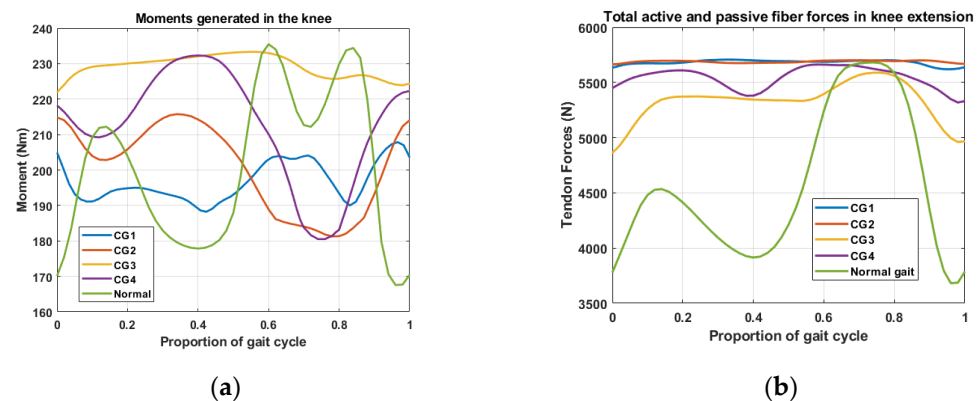 Moments generated in the knee
240
230
220
210
200
190
180
170
160
Moment (Nm)
CG1
CG2
CG3
CG4
Normal
0
0.2
0.4
0.6
0.8
1
Proportion of gait cycle
(a)
Total active and passive fiber forces in knee extension
6000
5500
5000
4500
4000
3500
Tendon Forces (N)
CG1
CG2
CG3
CG4
Normal gait
0
0.2
0.4
0.6
0.8
1
Proportion of gait cycle
(b)